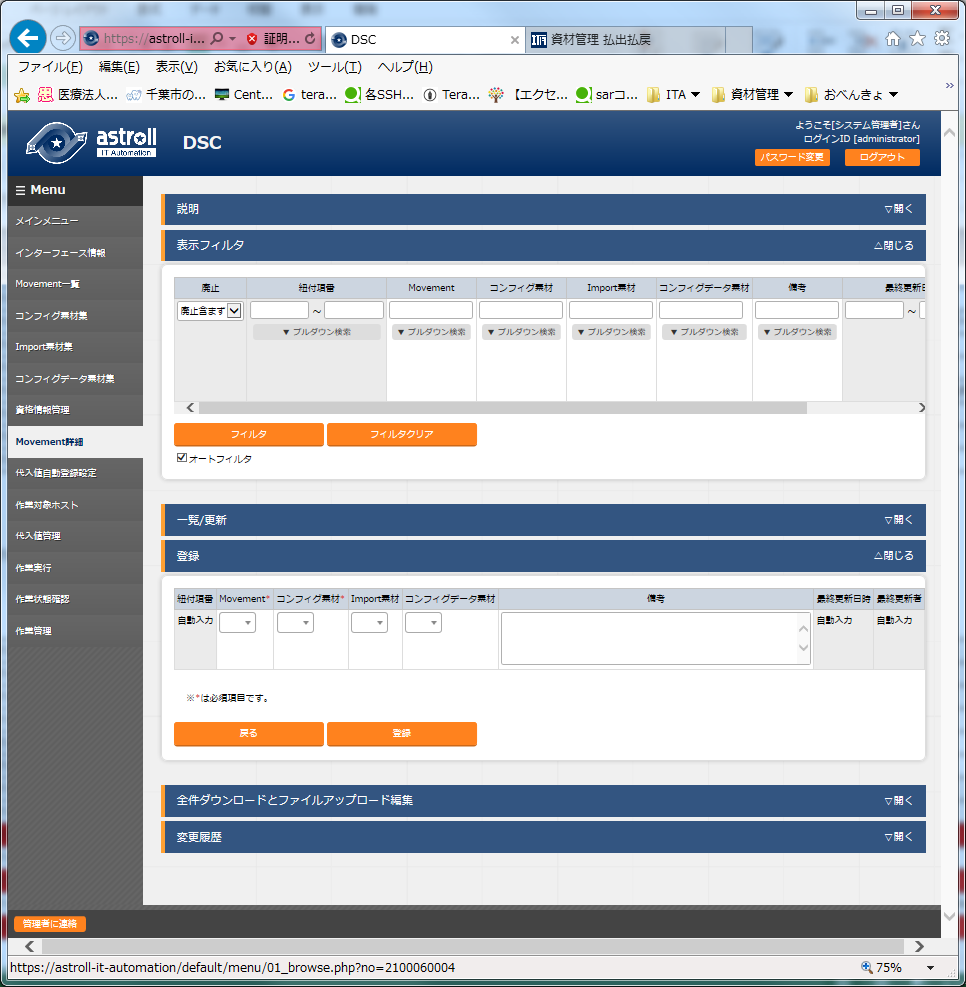 https://astroll-i...
証明...
DSC
資材管理 払出払戻
ファイル(F) 編集(E) 表示(V) お気に入り(A) ツール(T) ヘルプ(H)
医療法人... 千葉市の... Cent... tera... 各SSH... Tera... 【エクセ... sarコ... ITA 資材管理 おべんきょ
astroll
IT Automation
DSC
ようこそ[システム管理者]さん
ログインID [administrator]
パスワード変更 ログアウト
☰ Menu
メインメニュー
インターフェース情報
Movement一覧
コンフィグ素材集
Import素材集
コンフィグデータ素材集
資格情報管理
Movement詳細
代入値自動登録設定
作業対象ホスト
代入値管理
作業実行
作業状態確認
作業管理
説明 ▽開く
表示フィルタ △閉じる
廃止 紐付項番 Movement コンフィグ素材 Import素材 コンフィグデータ素材 備考 最終更新日
廃止含まず ～ ～
▼ プルダウン検索 ▼ プルダウン検索 ▼ プルダウン検索 ▼ プルダウン検索 ▼ プルダウン検索 ▼ プルダウン検索
フィルタ フィルタクリア
オートフィルタ
一覧/更新 ▽開く
登録 △閉じる
紐付項番 Movement* コンフィグ素材* Import素材 コンフィグデータ素材 備考 最終更新日時 最終更新者
自動入力 自動入力 自動入力
※*は必須項目です。
戻る 登録
全件ダウンロードとファイルアップロード編集 ▽開く
変更履歴 ▽開く
管理者に連絡
https://astroll-it-automation/default/menu/01_browse.php?no=2100060004
75%